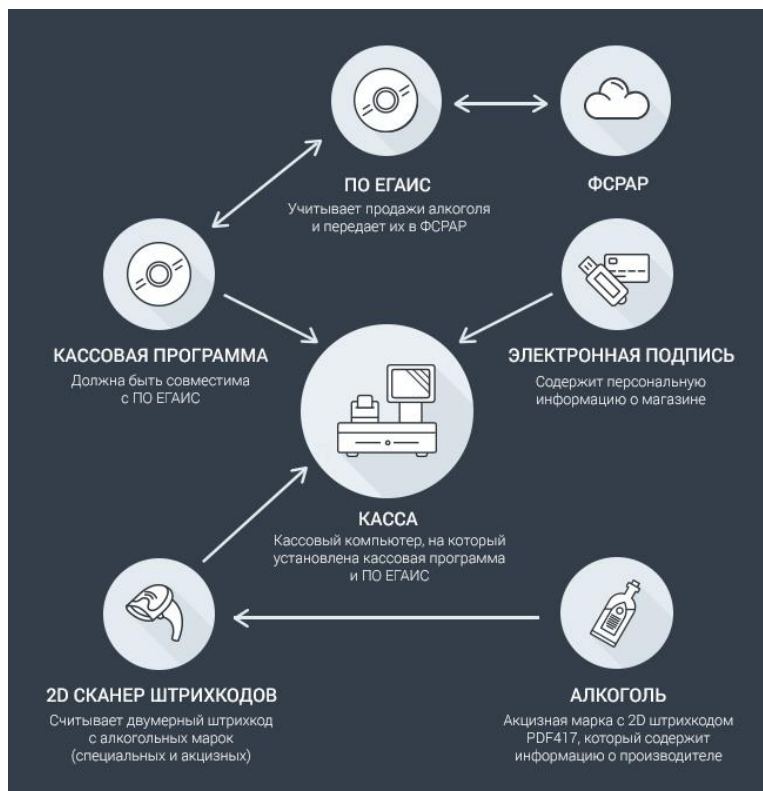 ПО ЕГАИС
Учитывает продажи алкоголя
и передает их в ФСРАР
ФСРАР
КАССОВАЯ ПРОГРАММА
Должна быть совместима
с ПО ЕГАИС
ЭЛЕКТРОННАЯ ПОДПИСЬ
Содержит персональную
информацию о магазине
КАССА
Кассовый компьютер, на который
установлена кассовая программа
и ПО ЕГАИС
2D СКАНЕР ШТРИХКОДОВ
Считывает двумерный штрихкод
с алкогольных марок
(специальных и акцизных)
АЛКОГОЛЬ
Акцизная марка с 2D штрихкодом
PDF417, который содержит
информацию о производителе